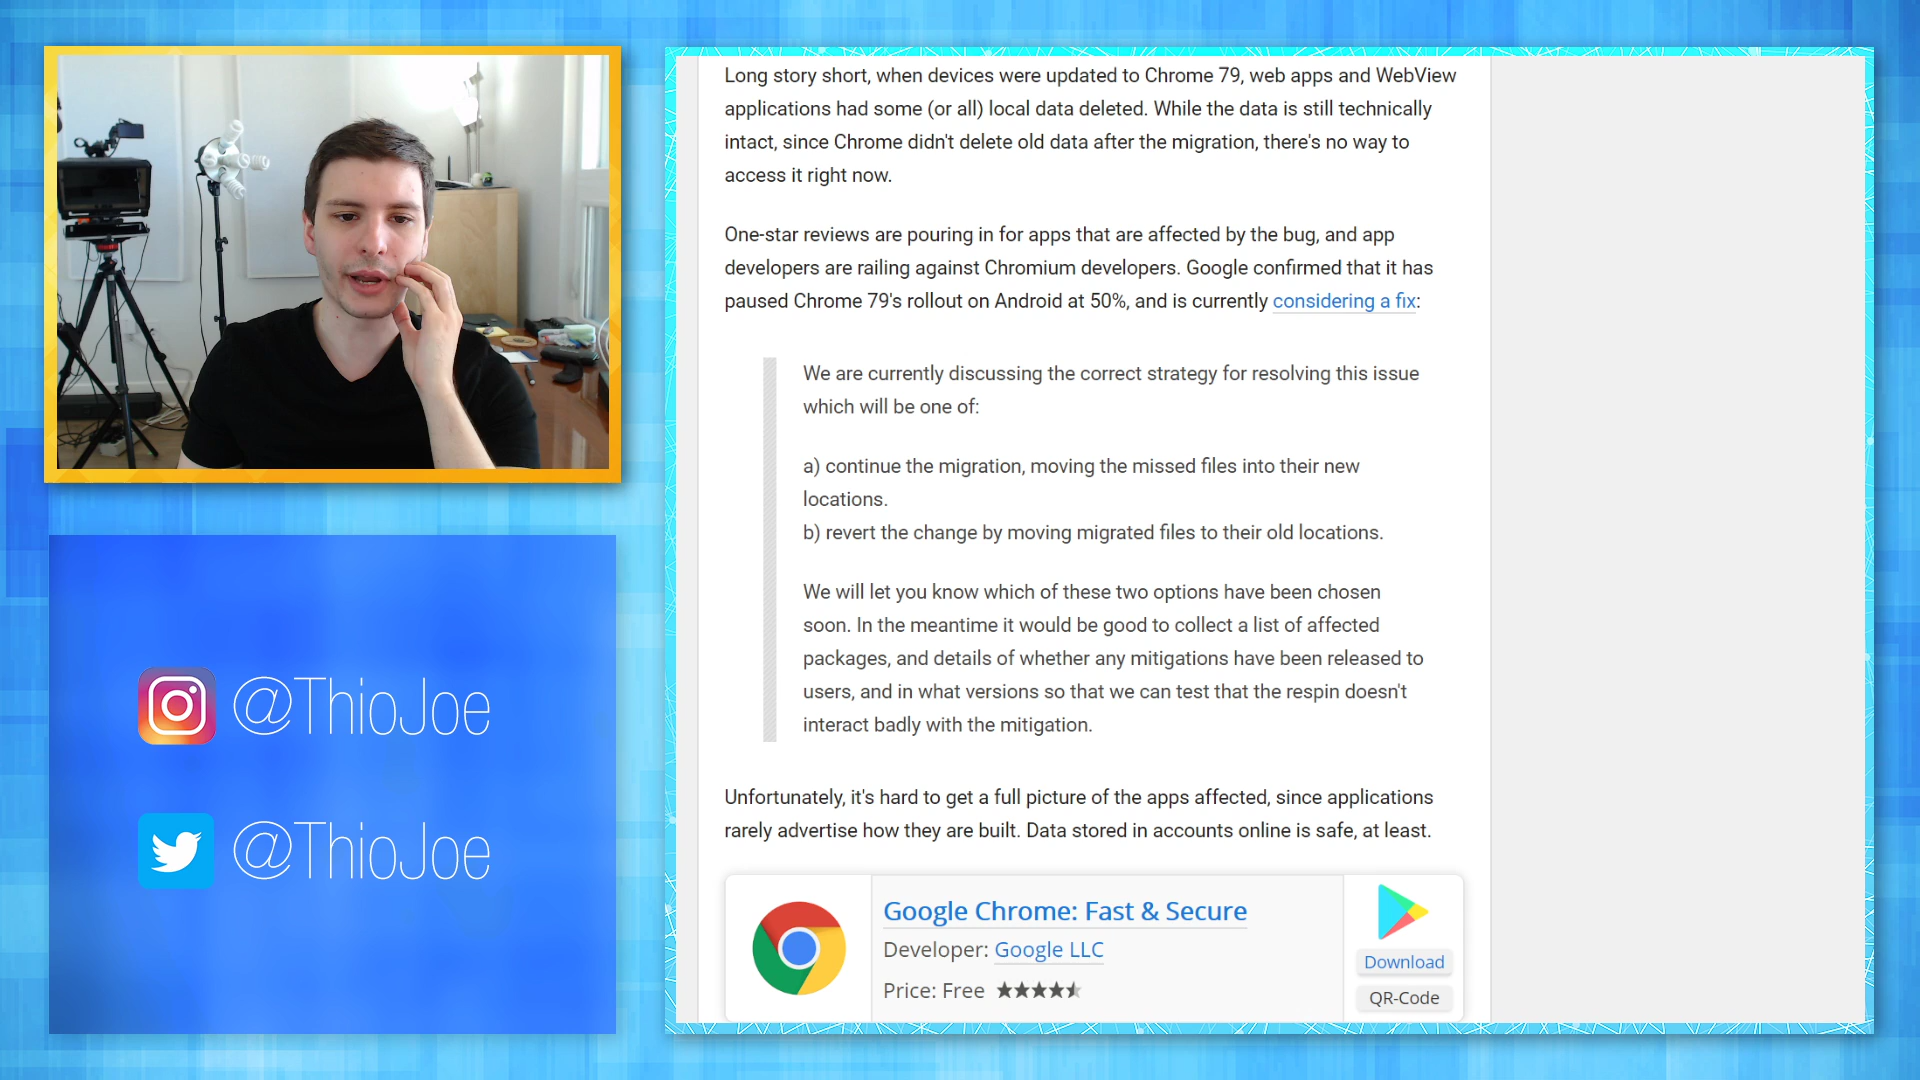 Long story short, when devices were updated to Chrome 79, web apps and WebView
applications had some (or all) local data deleted. While the data is still technically
intact, since Chrome didn't delete old data after the migration, there's no way to
access it right now.
One-star reviews are pouring in for apps that are affected by the bug, and app
developers are railing against Chromium developers. Google confirmed that it has
paused Chrome 79's rollout on Android at 50%, and is currently considering a fix:
We are currently discussing the correct strategy for resolving this issue
which will be one of:
a) continue the migration, moving the missed files into their new
locations.
b) revert the change by moving migrated files to their old locations.
We will let you know which of these two options have been chosen
soon. In the meantime it would be good to collect a list of affected
packages, and details of whether any mitigations have been released to
users, and in what versions so that we can test that the respin doesn't
interact badly with the mitigation.
Unfortunately, it's hard to get a full picture of the apps affected, since applications
rarely advertise how they are built. Data stored in accounts online is safe, at least.
Google Chrome: Fast & Secure
Developer: Google LLC
Price: Free ★★★★⯨
Download
QR-Code
@ThioJoe
@ThioJoe